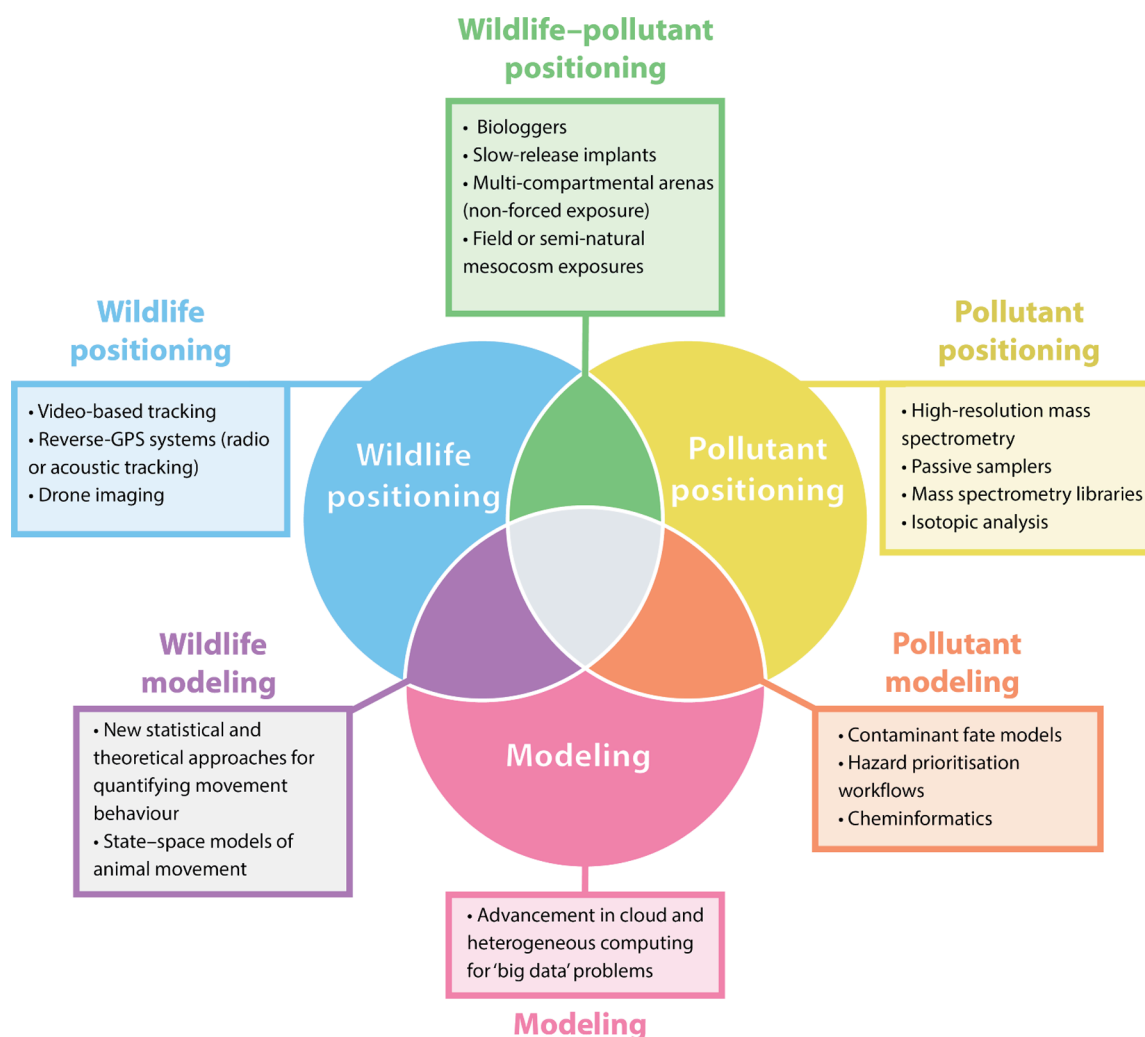 Wildlife–pollutant
positioning
• Biologgers
• Slow-release implants
• Multi-compartmental arenas
(non-forced exposure)
• Field or semi-natural
mesocosm exposures
Wildlife
positioning
• Video-based tracking
• Reverse-GPS systems (radio
or acoustic tracking)
• Drone imaging
Pollutant
positioning
• High-resolution mass
spectrometry
• Passive samplers
• Mass spectrometry libraries
• Isotopic analysis
Wildlife
positioning
Pollutant
positioning
Modeling
Wildlife
modeling
• New statistical and
theoretical approaches for
quantifying movement
behaviour
• State–space models of
animal movement
Pollutant
modeling
• Contaminant fate models
• Hazard prioritisation
workflows
• Cheminformatics
• Advancement in cloud and
heterogeneous computing
for ‘big data’ problems
Modeling